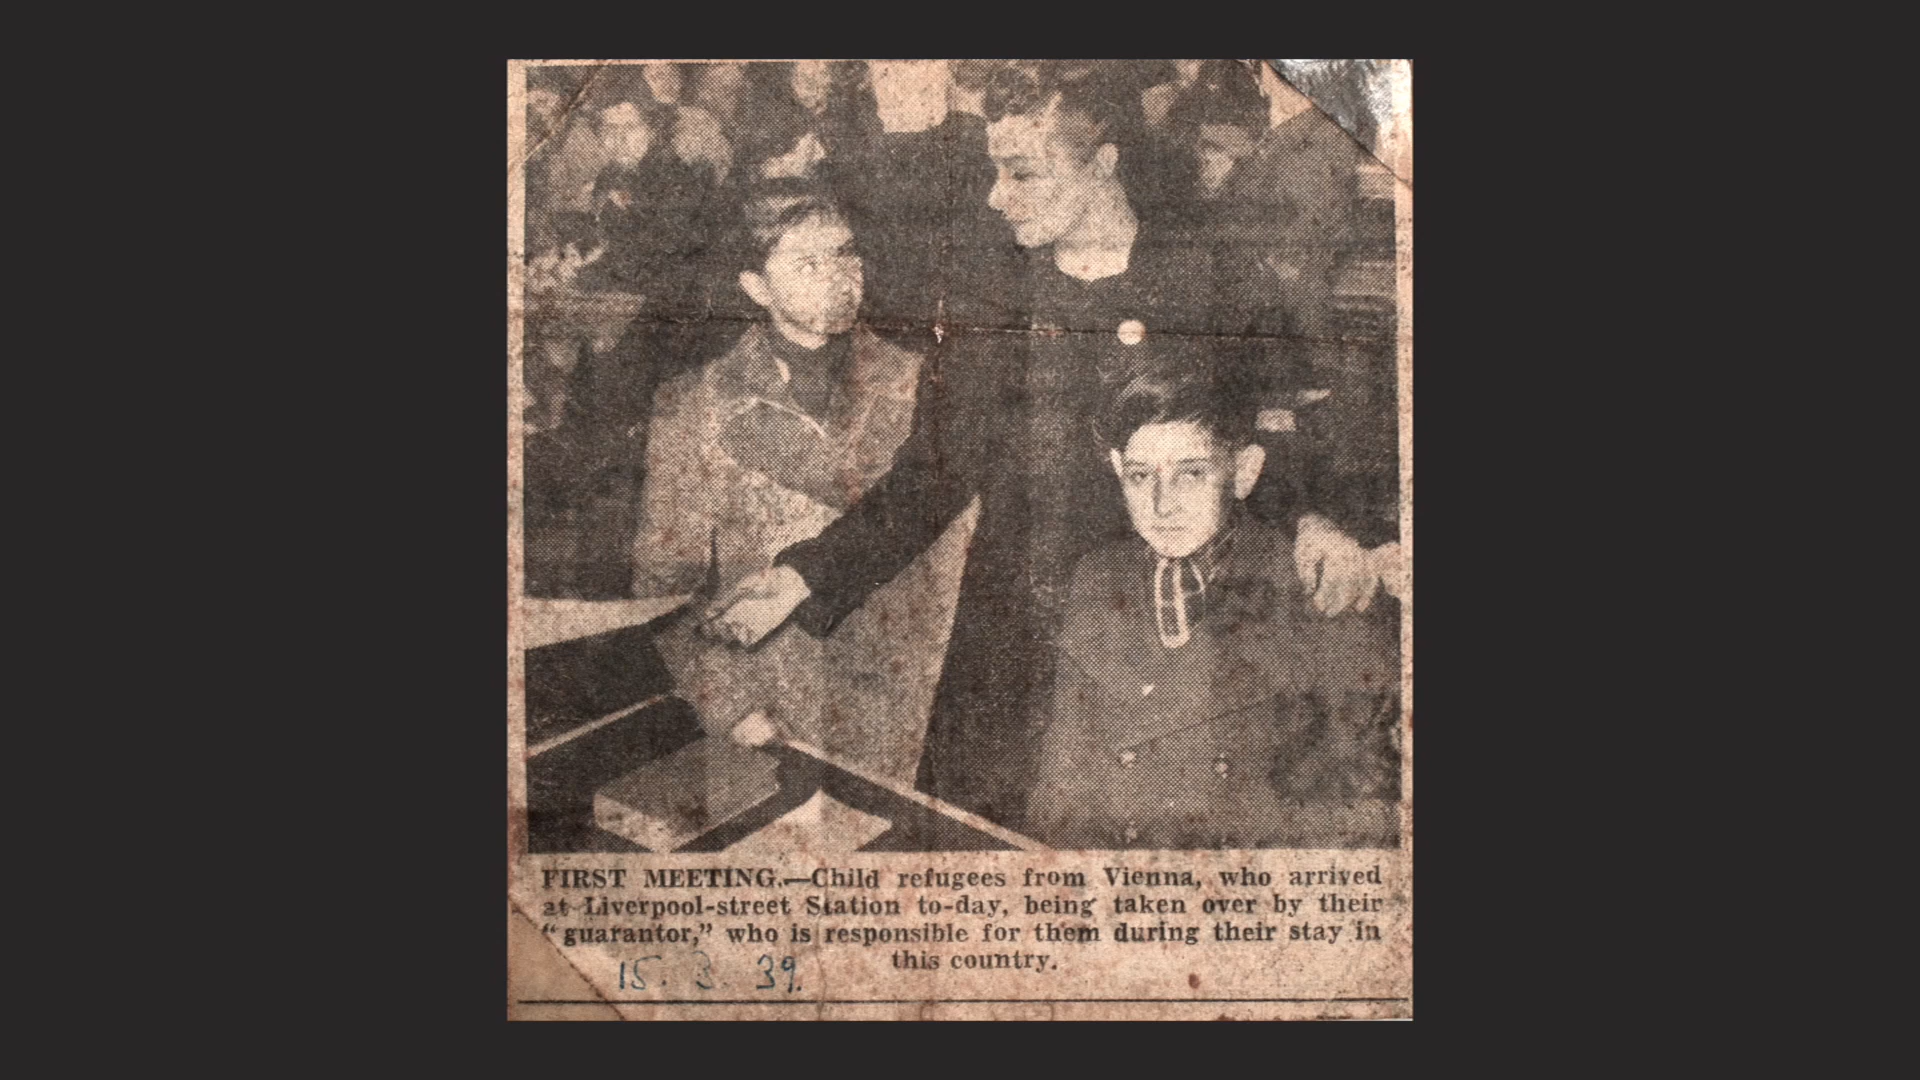 FIRST MEETING.—Child refugees from Vienna, who arrived
at Liverpool-street Station to-day, being taken over by their
“guarantor,” who is responsible for them during their stay in
this country.
15. 3. 39.